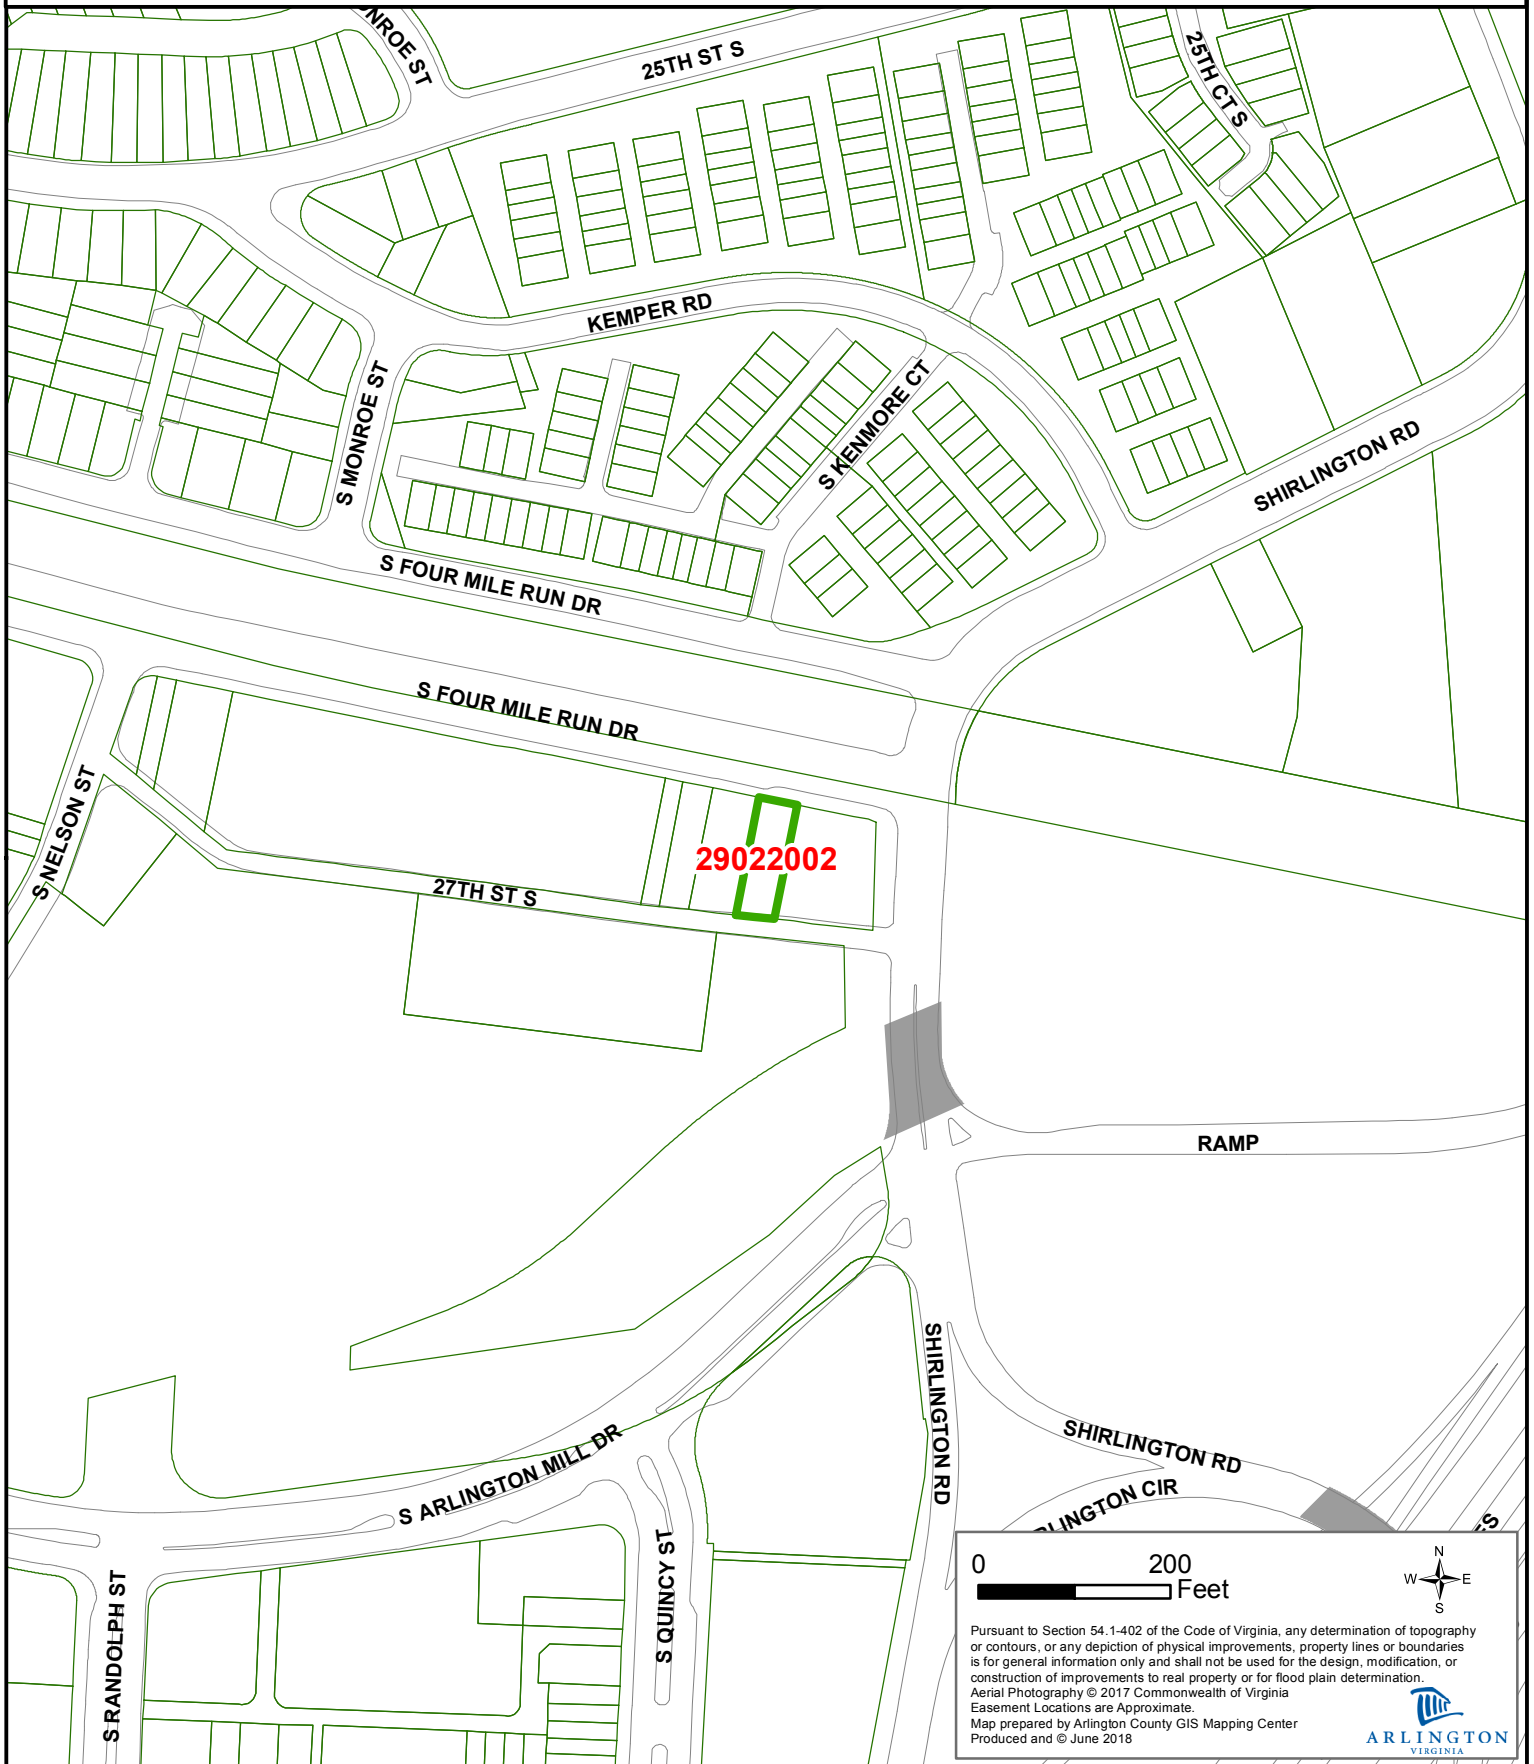 ONROE ST
25TH ST S
25TH CT S
KEMPER RD
S MONROE ST
S KENMORE CT
SHIRLINGTON RD
S FOUR MILE RUN DR
S FOUR MILE RUN DR
S NELSON ST
29022002
27TH ST S
RAMP
SHIRLINGTON RD
SHIRLINGTON RD
S ARLINGTON MILL DR
RLINGTON CIR
ES
S QUINCY ST
S RANDOLPH ST
0 200
Feet
N
W E
S
Pursuant to Section 54.1-402 of the Code of Virginia, any determination of topography
or contours, or any depiction of physical improvements, property lines or boundaries
is for general information only and shall not be used for the design, modification, or
construction of improvements to real property or for flood plain determination.
Aerial Photography © 2017 Commonwealth of Virginia
Easement Locations are Approximate.
Map prepared by Arlington County GIS Mapping Center
Produced and © June 2018
ARLINGTON
VIRGINIA